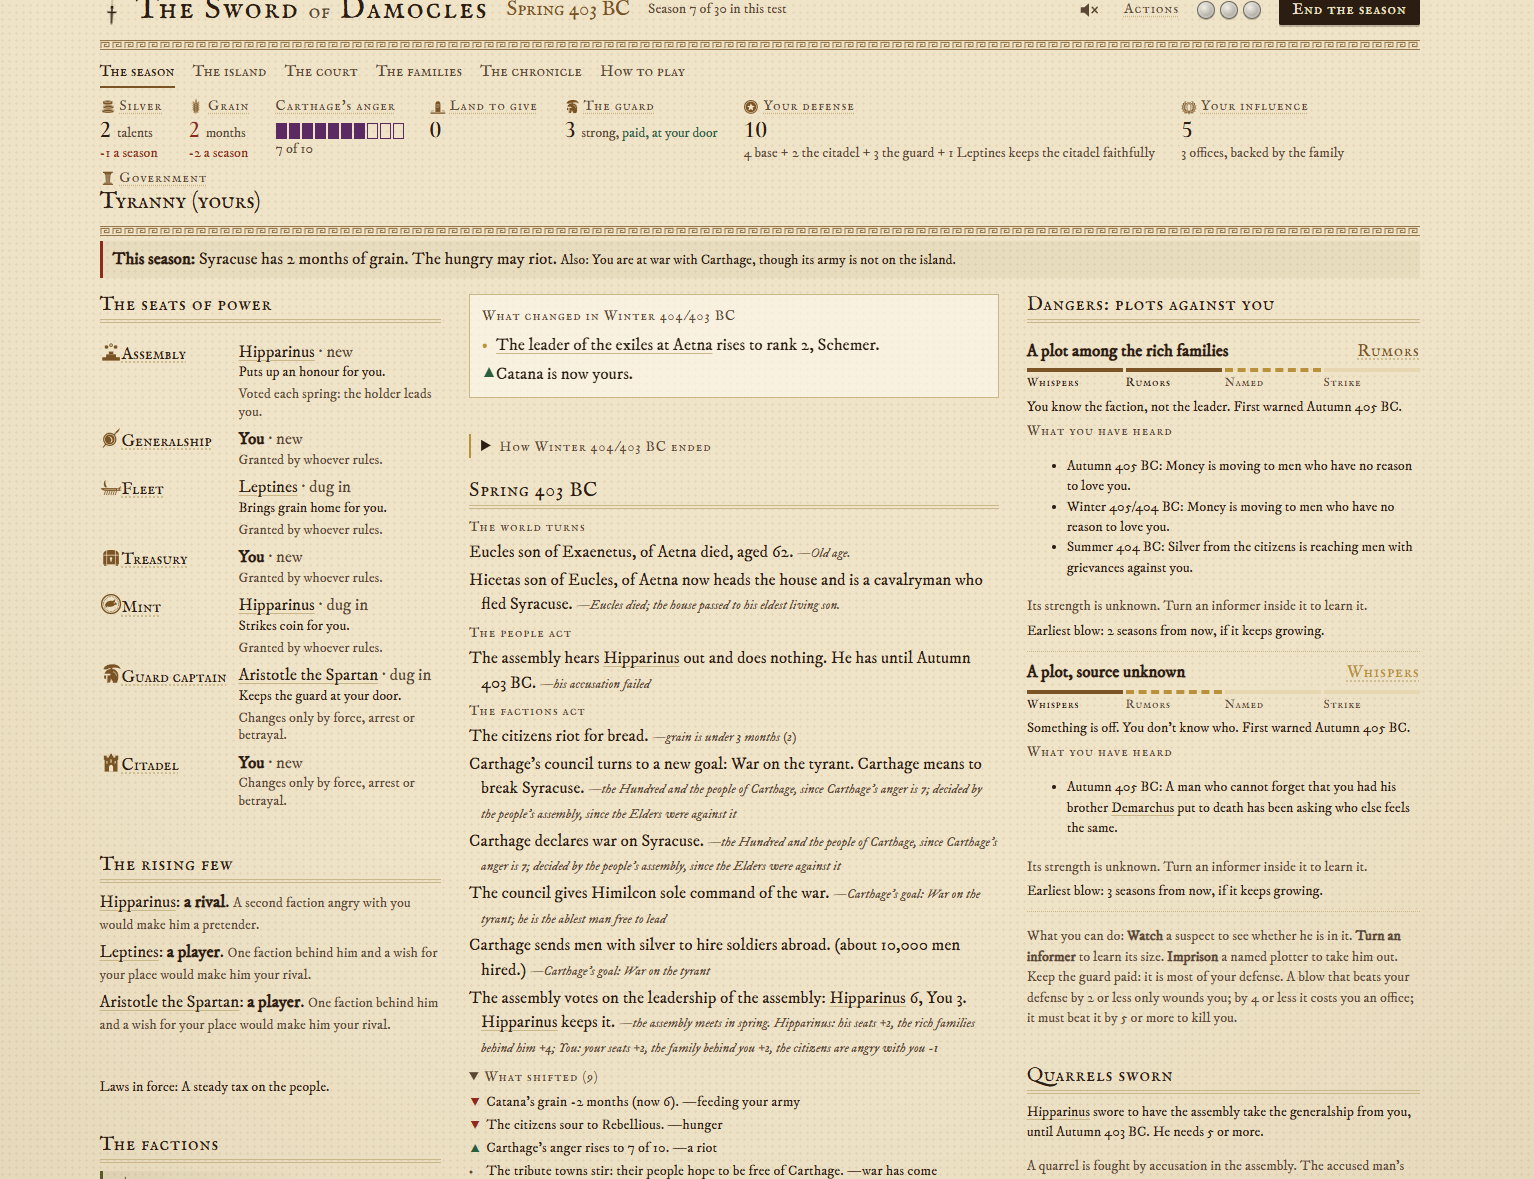 The Sword of Damocles Spring 403 BC Season 7 of 30 in this test Actions End the season
The season The island The court The families The chronicle How to play
Silver
2 talents
-1 a season
Grain
2 months
-2 a season
Carthage's anger
7 of 10
Land to give
0
The guard
3 strong, paid, at your door
Your defense
10
4 base + 2 the citadel + 3 the guard + 1 Leptines keeps the citadel faithfully
Your influence
5
3 offices, backed by the family
Government
Tyranny (yours)
This season: Syracuse has 2 months of grain. The hungry may riot. Also: You are at war with Carthage, though its army is not on the island.
The seats of power
Assembly
Hipparinus · new
Puts up an honour for you.
Voted each spring: the holder leads
you.
Generalship
You · new
Granted by whoever rules.
Fleet
Leptines · dug in
Brings grain home for you.
Granted by whoever rules.
Treasury
You · new
Granted by whoever rules.
Mint
Hipparinus · dug in
Strikes coin for you.
Granted by whoever rules.
Guard captain
Aristotle the Spartan · dug in
Keeps the guard at your door.
Changes only by force, arrest or
betrayal.
Citadel
You · new
Changes only by force, arrest or
betrayal.
The rising few
Hipparinus: a rival. A second faction angry with you
would make him a pretender.
Leptines: a player. One faction behind him and a wish for
your place would make him your rival.
Aristotle the Spartan: a player. One faction behind him
and a wish for your place would make him your rival.
Laws in force: A steady tax on the people.
The factions
What changed in Winter 404/403 BC
The leader of the exiles at Aetna rises to rank 2, Schemer.
Catana is now yours.
How Winter 404/403 BC ended
Spring 403 BC
The world turns
Eucles son of Exaenetus, of Aetna died, aged 62. —Old age.
Hicetas son of Eucles, of Aetna now heads the house and is a cavalryman who
fled Syracuse. —Eucles died; the house passed to his eldest living son.
The people act
The assembly hears Hipparinus out and does nothing. He has until Autumn
403 BC. —his accusation failed
The factions act
The citizens riot for bread. —grain is under 3 months (2)
Carthage's council turns to a new goal: War on the tyrant. Carthage means to
break Syracuse. —the Hundred and the people of Carthage, since Carthage's anger is 7; decided by
the people's assembly, since the Elders were against it
Carthage declares war on Syracuse. —the Hundred and the people of Carthage, since Carthage's
anger is 7; decided by the people's assembly, since the Elders were against it
The council gives Himilcon sole command of the war. —Carthage's goal: War on the
tyrant; he is the ablest man free to lead
Carthage sends men with silver to hire soldiers abroad. (about 10,000 men
hired.) —Carthage's goal: War on the tyrant
The assembly votes on the leadership of the assembly: Hipparinus 6, You 3.
Hipparinus keeps it. —the assembly meets in spring. Hipparinus: his seats +2, the rich families
behind him +4; You: your seats +2, the family behind you +2, the citizens are angry with you -1
What shifted (9)
Catana's grain -2 months (now 6). —feeding your army
The citizens sour to Rebellious. —hunger
Carthage's anger rises to 7 of 10. —a riot
The tribute towns stir: their people hope to be free of Carthage. —war has come
Dangers: plots against you
A plot among the rich families Rumors
Whispers Rumors Named Strike
You know the faction, not the leader. First warned Autumn 405 BC.
What you have heard
Autumn 405 BC: Money is moving to men who have no reason
to love you.
Winter 405/404 BC: Money is moving to men who have no
reason to love you.
Summer 404 BC: Silver from the citizens is reaching men with
grievances against you.
Its strength is unknown. Turn an informer inside it to learn it.
Earliest blow: 2 seasons from now, if it keeps growing.
A plot, source unknown Whispers
Whispers Rumors Named Strike
Something is off. You don't know who. First warned Autumn 405 BC.
What you have heard
Autumn 405 BC: A man who cannot forget that you had his
brother Demarchus put to death has been asking who else feels
the same.
Its strength is unknown. Turn an informer inside it to learn it.
Earliest blow: 3 seasons from now, if it keeps growing.
What you can do: Watch a suspect to see whether he is in it. Turn an
informer to learn its size. Imprison a named plotter to take him out.
Keep the guard paid: it is most of your defense. A blow that beats your
defense by 2 or less only wounds you; by 4 or less it costs you an office;
it must beat it by 5 or more to kill you.
Quarrels sworn
Hipparinus swore to have the assembly take the generalship from you,
until Autumn 403 BC. He needs 5 or more.
A quarrel is fought by accusation in the assembly. The accused man's